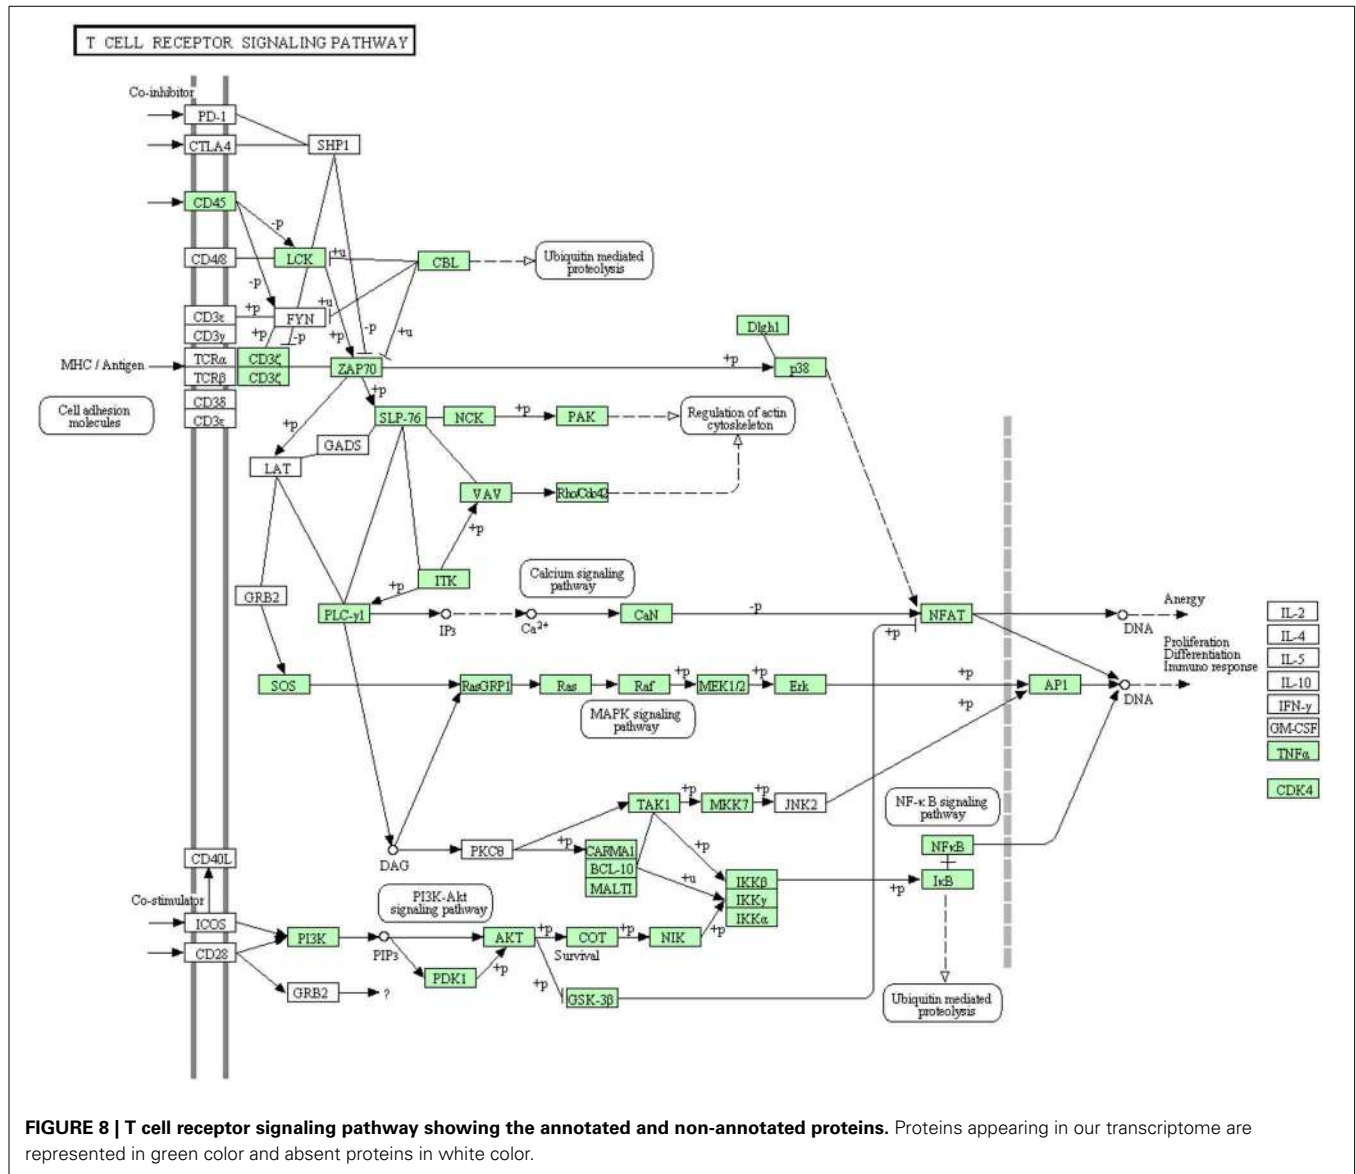 T CELL RECEPTOR SIGNALING PATHWAY
Co-inhibitor
PD-1
CTLA4
SHP1
CD45
-p
CD4/8
LCK
+u
CBL
Ubiquitin mediated
proteolysis
-p
CD3ε
+p
FYN
+u
CD3γ
+p
-p
+p
-p
+u
Dlgh1
MHC / Antigen
TCRα
CD3ζ
ZAP70
+p
p38
TCRβ
CD3ζ
+p
Cell adhesion
molecules
CD3δ
CD3ε
+p
SLP-76
NCK
+p
PAK
Regulation of actin
cytoskeleton
GADS
LAT
VAV
Rho/Cdc42
+p
ITK
Calcium signaling
pathway
+p
GRB2
PLC-γ1
IP3
Ca2+
CaN
-p
+p
NFAT
DNA
Anergy
Proliferation
Differentiation
Immuno response
SOS
RasGRP1
Ras
Raf
+p
MEK1/2
+p
Erk
+p
+p
AP1
DNA
MAPK signaling
pathway
IL-2
IL-4
IL-5
IL-10
IFN-γ
GM-CSF
TNFα
CDK4
TAK1
+p
MKK7
+p
JNK2
NF-κB signaling
pathway
DAG
PKCθ
+p
CARMA1
BCL-10
MALT1
+p
+u
IKKβ
IKKγ
IKKα
+p
NFκB
IκB
CD40L
Co-stimulator
ICOS
CD28
PI3K-Akt
signaling pathway
PI3K
PIP3
AKT
+p
COT
+p
NIK
+p
Survival
PDK1
+p
+p
GSK-3β
GRB2
?
Ubiquitin mediated
proteolysis
FIGURE 8 | T cell receptor signaling pathway showing the annotated and non-annotated proteins. Proteins appearing in our transcriptome are
represented in green color and absent proteins in white color.